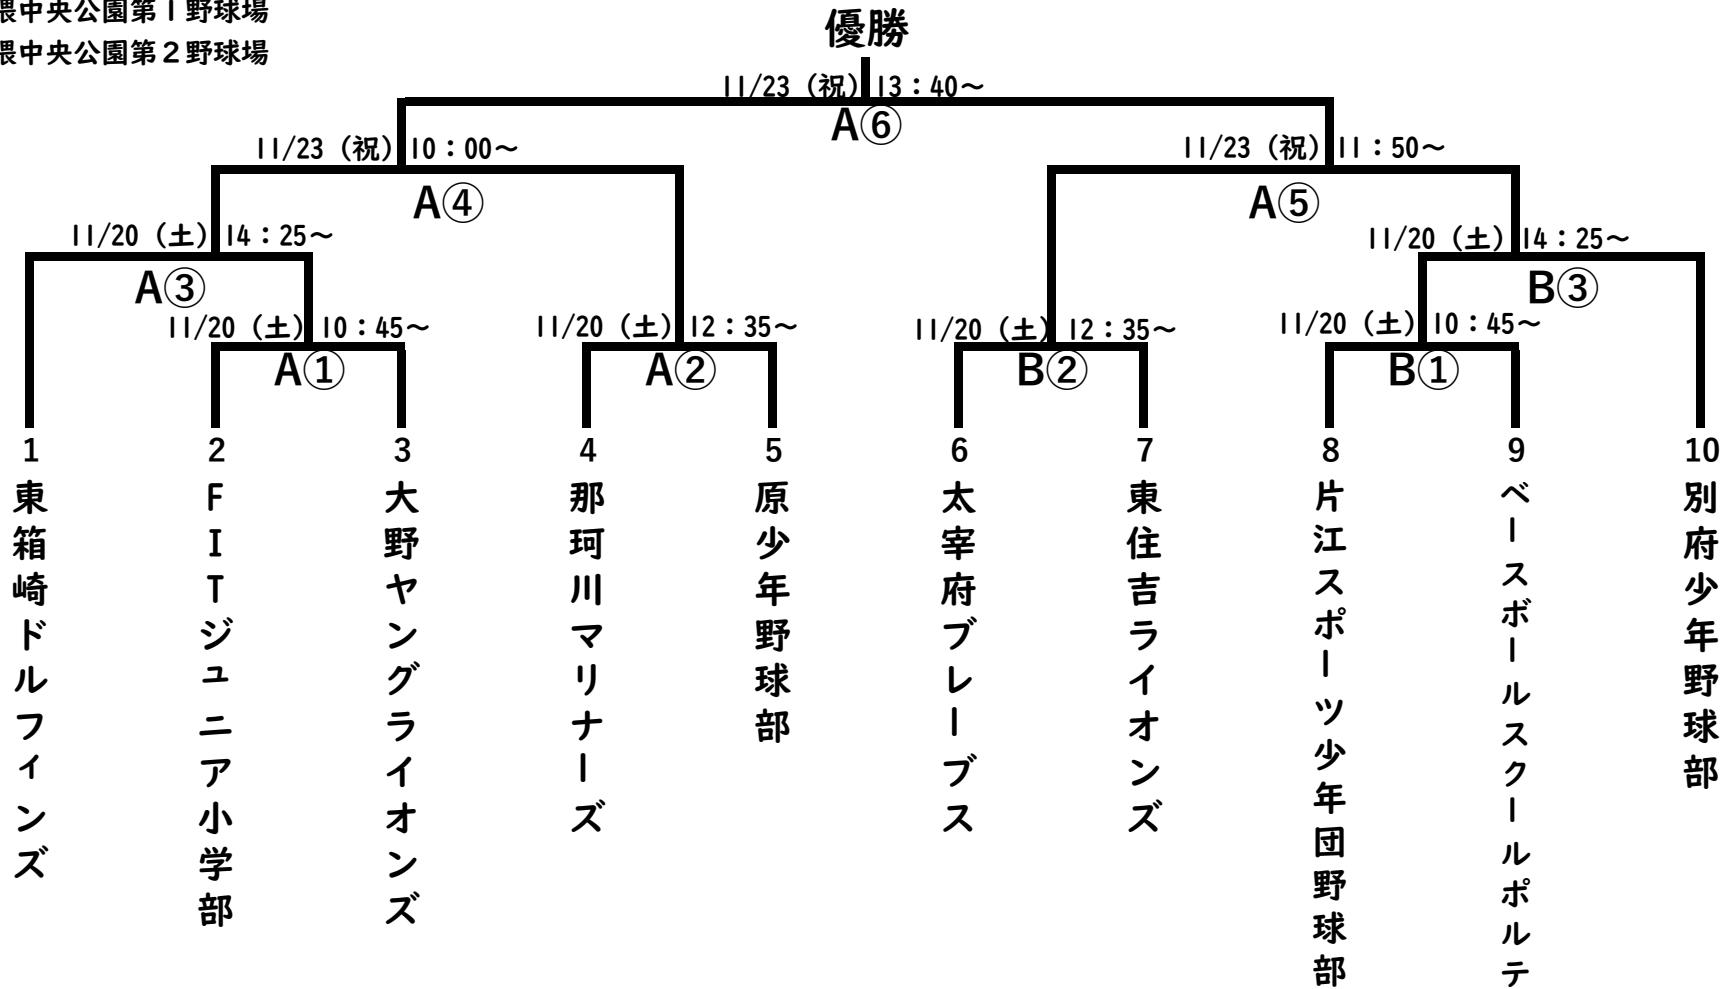 中央公園第1野球場
中央公園第2野球場
優勝
11/23（祝）13：40～
A⑥
11/23（祝）10：00～
A④
11/23（祝）11：50～
A⑤
11/20（土）14：25～
A③
11/20（土）14：25～
B③
11/20（土）10：45～
A①
11/20（土）12：35～
A②
11/20（土）12：35～
B②
11/20（土）10：45～
B①
1
2
3
4
5
6
7
8
9
10
東箱崎ドルフィンズ
FITジュニア小学部
大野ヤングライオンズ
那珂川マリナーズ
原少年野球部
太宰府ブレーブス
東住吉ライオンズ
片江スポーツ少年団野球部
ベースボールスクールポルテ
別府少年野球部